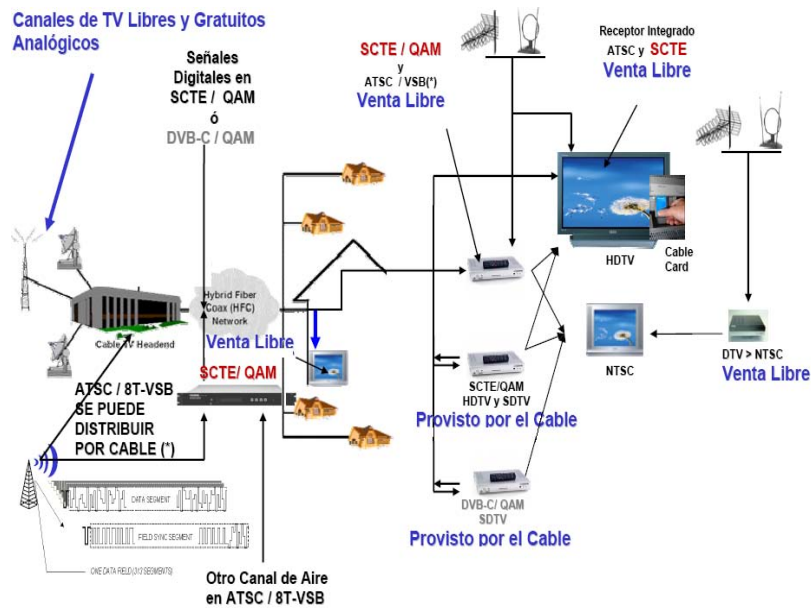 Canales de TV Libres y Gratuitos
Analógicos
Señales
Digitales en
SCTE / QAM
ó
DVB-C / QAM
SCTE / QAM
y
ATSC / VSB(*)
Venta Libre
Receptor Integrado
ATSC y SCTE
Venta Libre
HDTV
Cable
Card
Hybrid Fiber
Coax (HFC)
Network
Cable TV Headend
Venta Libre
NTSC
DTV > NTSC
Venta Libre
SCTE/ QAM
ATSC / 8T-VSB
SE PUEDE
DISTRIBUIR
POR CABLE (*)
SCTE/QAM
HDTV y SDTV
Provisto por el Cable
DVB-C/ QAM
SDTV
Provisto por el Cable
DATA SEGMENT
FIELD SYNC SEGMENT
ONE DATA FIELD (313 SEGMENTS)
Otro Canal de Aire
en ATSC / 8T-VSB